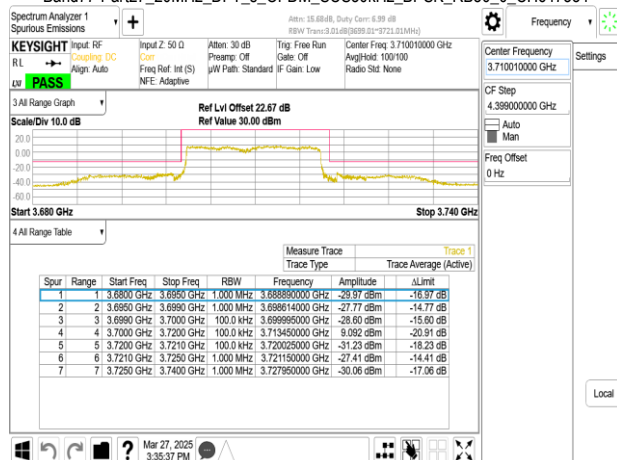 Spectrum Analyzer 1
Spurious Emissions
Attn: 15.68dB, Duty Corr: 6.99 dB
RBW Trans:3.01dB(3699.01*3721.01MHz)
Frequency
KEYSIGHT
Input: RF
Input Z: 50 Ω
Atten: 30 dB
Trig: Free Run
Center Freq: 3.710010000 GHz
RL
Coupling: DC
Corr
Preamp: Off
Gate: Off
Avg|Hold: 100/100
Align: Auto
Freq Ref: Int (S)
µW Path: Standard
IF Gain: Low
Radio Std: None
PASS
NFE: Adaptive
3 All Range Graph
Scale/Div 10.0 dB
Ref Lvl Offset 22.67 dB
Ref Value 30.00 dBm
20.0
0.00
-20.0
-40.0
-60.0
Start 3.680 GHz
Stop 3.740 GHz
4 All Range Table
Measure Trace Trace 1
Trace Type Trace Average (Active)
Spur Range Start Freq Stop Freq RBW Frequency Amplitude ΔLimit
1 1 3.6800 GHz 3.6950 GHz 1.000 MHz 3.688890000 GHz -29.97 dBm -16.97 dB
2 2 3.6950 GHz 3.6990 GHz 1.000 MHz 3.698614000 GHz -27.77 dBm -14.77 dB
3 3 3.6990 GHz 3.7000 GHz 100.0 kHz 3.699995000 GHz -28.60 dBm -15.60 dB
4 4 3.7000 GHz 3.7200 GHz 100.0 kHz 3.713450000 GHz 9.092 dBm -20.91 dB
5 5 3.7200 GHz 3.7210 GHz 100.0 kHz 3.720025000 GHz -31.23 dBm -18.23 dB
6 6 3.7210 GHz 3.7250 GHz 1.000 MHz 3.721150000 GHz -27.41 dBm -14.41 dB
7 7 3.7250 GHz 3.7400 GHz 1.000 MHz 3.727950000 GHz -30.06 dBm -17.06 dB
Center Frequency
3.710010000 GHz
Settings
CF Step
4.399000000 GHz
Auto
Man
Freq Offset
0 Hz
Local
Mar 27, 2025
3:35:37 PM